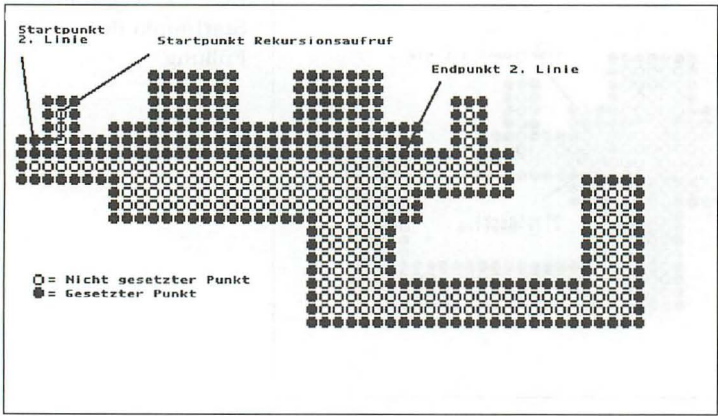 Startpunkt
2. Linie
Startpunkt Rekursionsaufruf
Endpunkt 2. Linie
= Nicht gesetzter Punkt
= Gesetzter Punkt